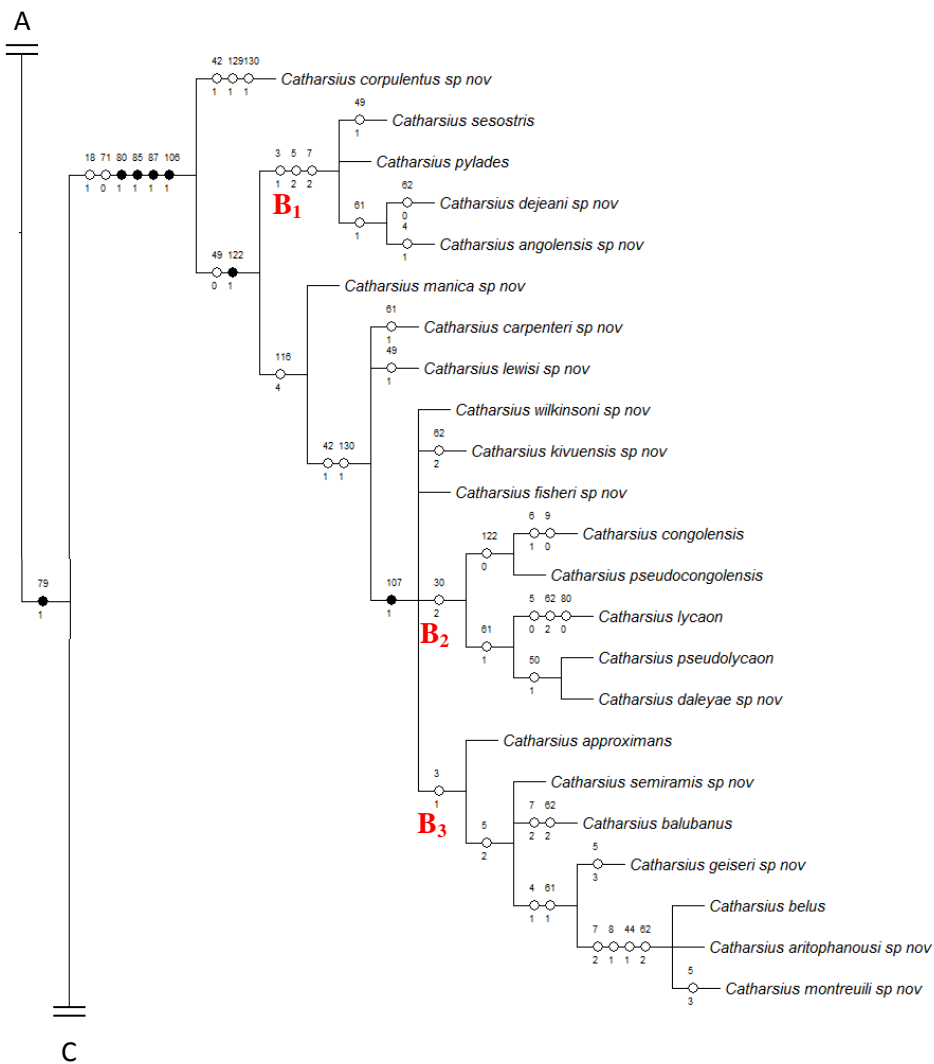 A
42 129130
1 1 1
Catharsius corpulentus sp nov
49
1
Catharsius sesostris
18 71 80 85 87 106
1 0 1 1 1 1
3 5 7
1 2 2
B1
Catharsius pylades
62
0
Catharsius dejeani sp nov
61
1
4
1
Catharsius angolensis sp nov
49 122
0 1
Catharsius manica sp nov
61
1
Catharsius carpenteri sp nov
116
4
49
1
Catharsius lewisi sp nov
Catharsius wilkinsoni sp nov
42 130
1 1
62
2
Catharsius kivuensis sp nov
Catharsius fisheri sp nov
6 9
1 0
Catharsius congolensis
122
0
Catharsius pseudocongolensis
79
1
107
1
30
2
B2
5 62 80
0 2 0
Catharsius lycaon
61
1
Catharsius pseudolycaon
50
1
Catharsius daleyae sp nov
Catharsius approximans
3
1
B3
Catharsius semiramis sp nov
7 62
2 2
Catharsius balubanus
5
2
5
3
Catharsius geiseri sp nov
4 61
1 1
Catharsius belus
7 8 44 62
2 1 1 2
Catharsius aritophanousi sp nov
5
3
Catharsius montreuili sp nov
C